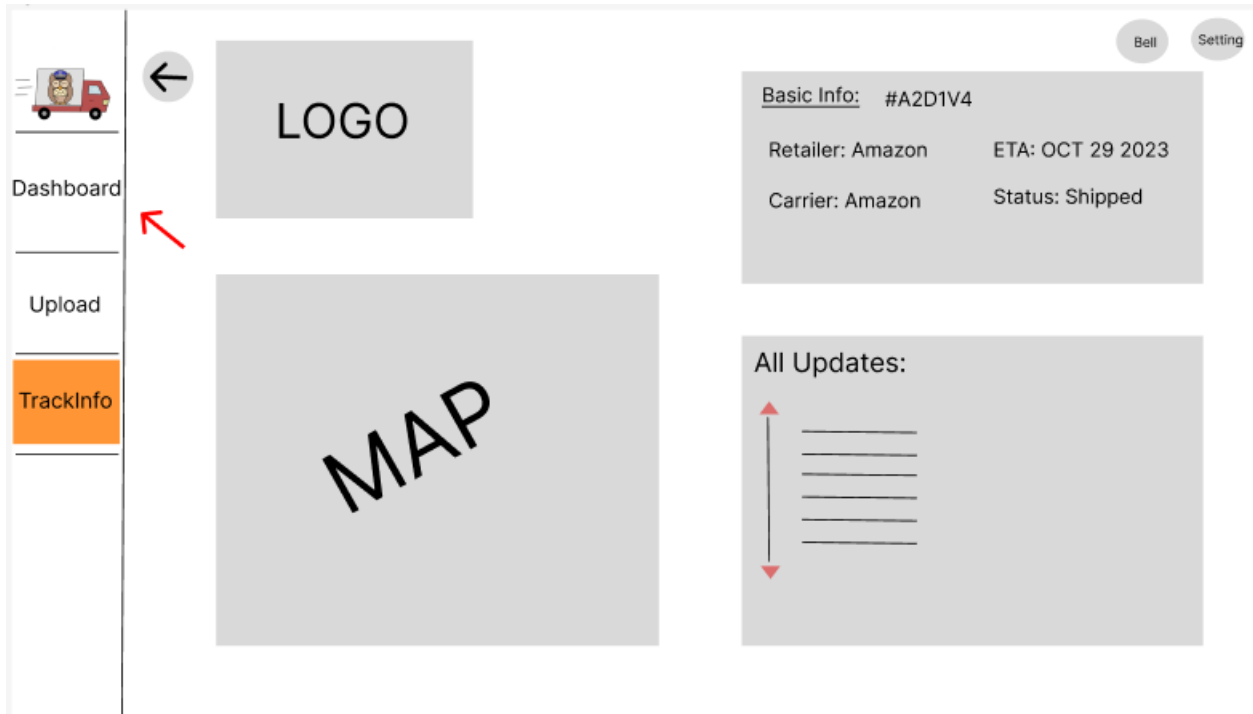 Bell
Setting
LOGO
Basic Info: #A2D1V4
Retailer: Amazon
ETA: OCT 29 2023
Carrier: Amazon
Status: Shipped
Dashboard
Upload
TrackInfo
MAP
All Updates: